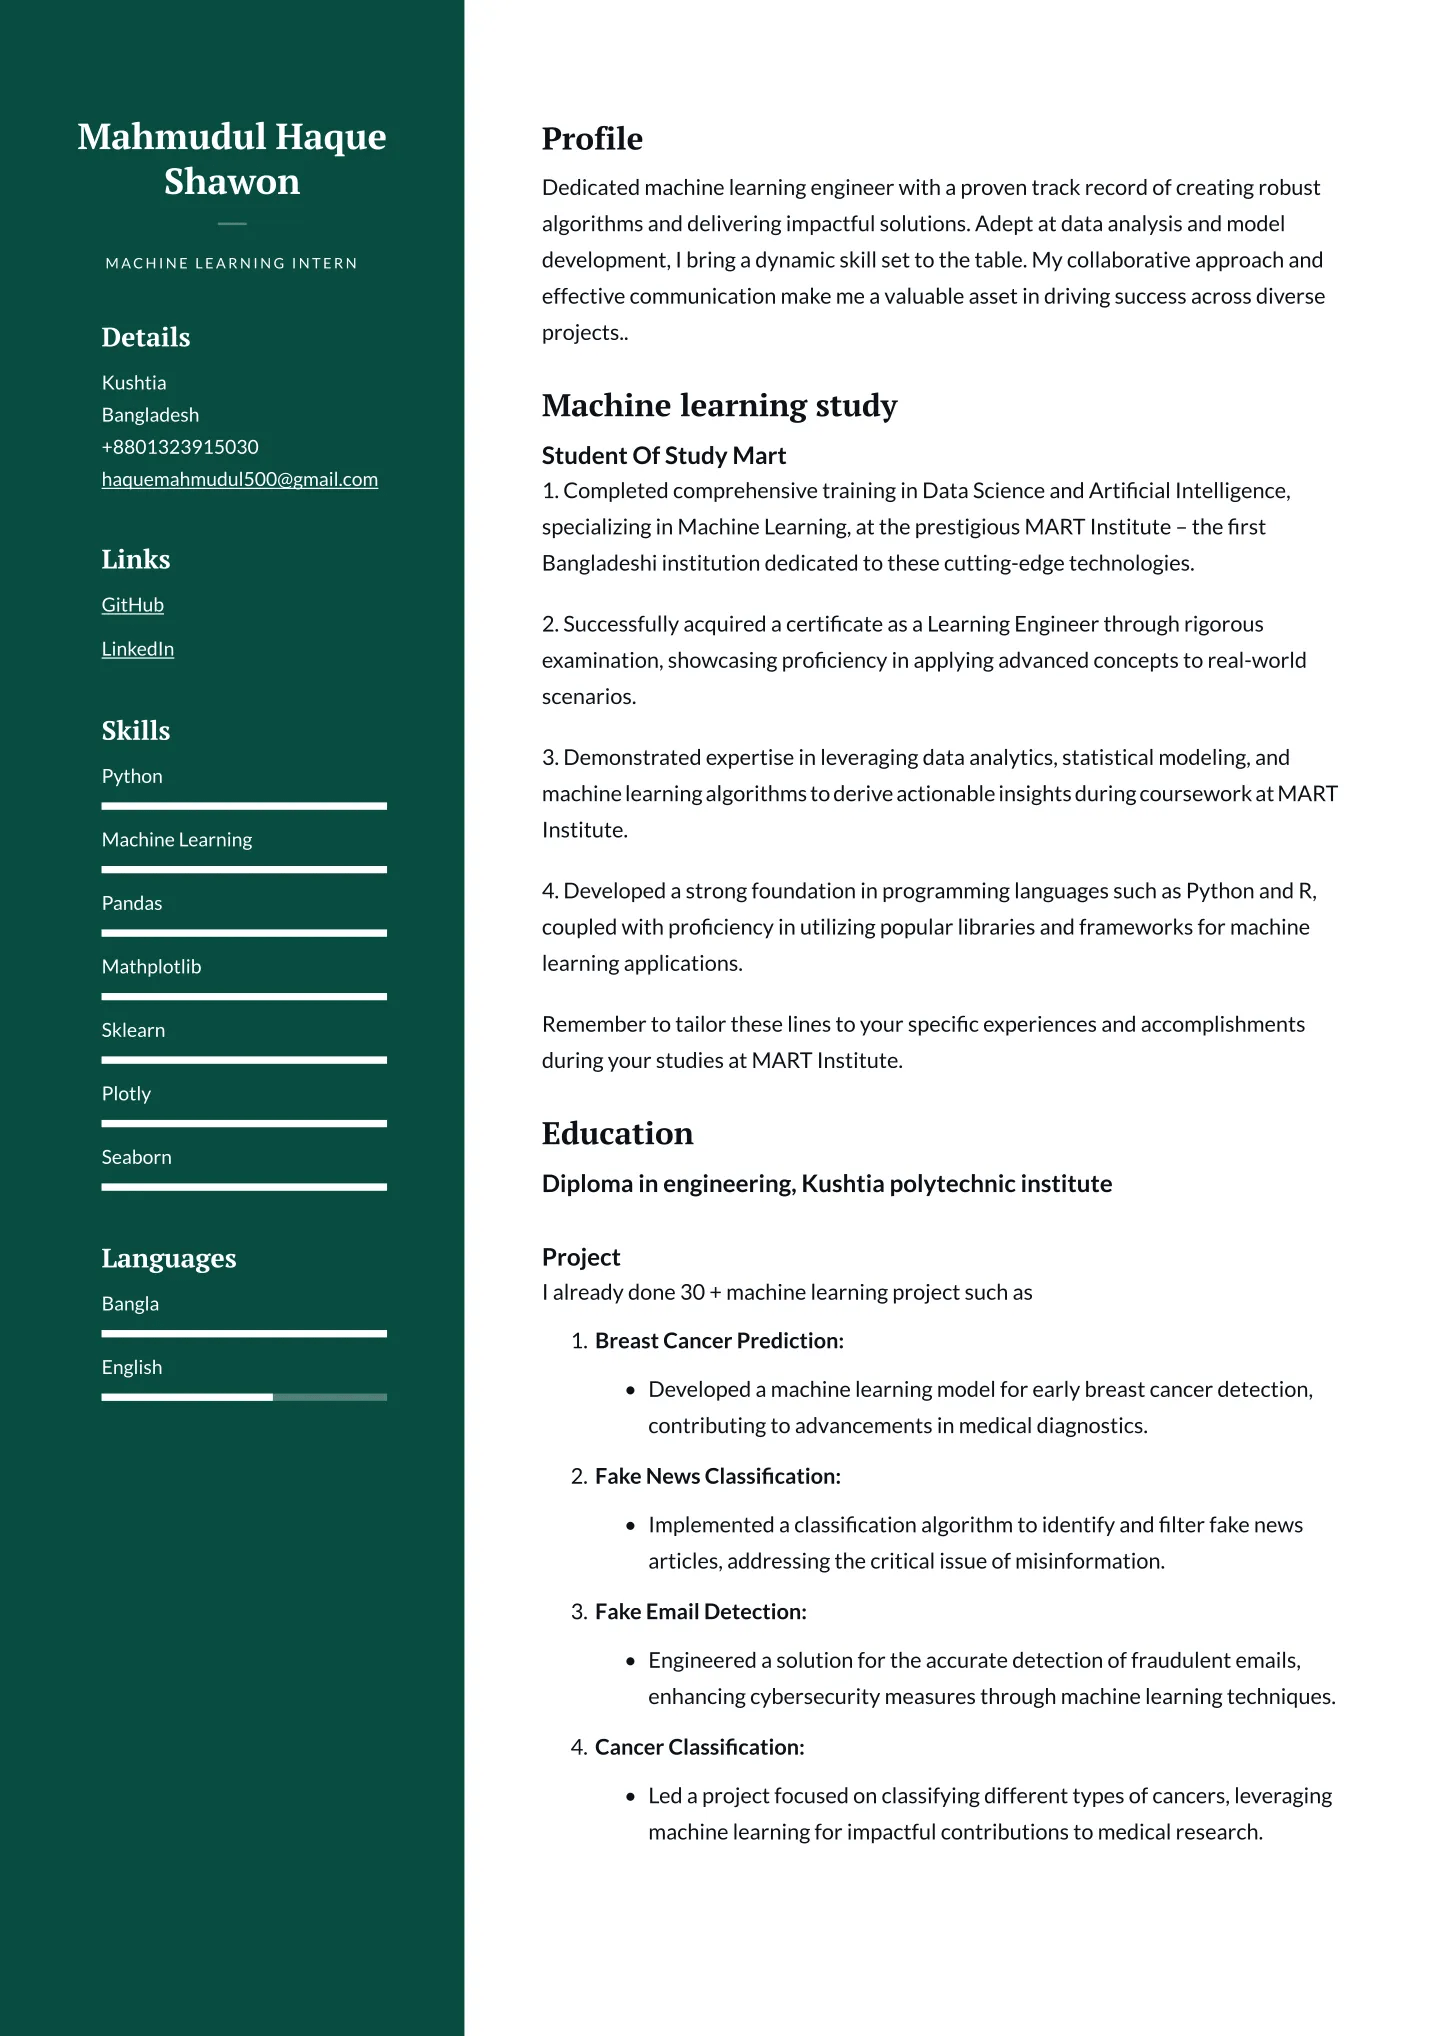 Mahmudul Haque
Shawon
MACHINE LEARNING INTERN
Details
Kushtia
Bangladesh
+8801323915030
haquemahmudul500@gmail.com
Links
GitHub
LinkedIn
Skills
Python
Machine Learning
Pandas
Mathplotlib
Sklearn
Plotly
Seaborn
Languages
Bangla
English
Profile
Dedicated machine learning engineer with a proven track record of creating robust
algorithms and delivering impactful solutions. Adept at data analysis and model
development, I bring a dynamic skill set to the table. My collaborative approach and
effective communication make me a valuable asset in driving success across diverse
projects..
Machine learning study
Student Of Study Mart
1. Completed comprehensive training in Data Science and Artificial Intelligence,
specializing in Machine Learning, at the prestigious MART Institute – the first
Bangladeshi institution dedicated to these cutting-edge technologies.
2. Successfully acquired a certificate as a Learning Engineer through rigorous
examination, showcasing proficiency in applying advanced concepts to real-world
scenarios.
3. Demonstrated expertise in leveraging data analytics, statistical modeling, and
machine learning algorithms to derive actionable insights during coursework at MART
Institute.
4. Developed a strong foundation in programming languages such as Python and R,
coupled with proficiency in utilizing popular libraries and frameworks for machine
learning applications.
Remember to tailor these lines to your specific experiences and accomplishments
during your studies at MART Institute.
Education
Diploma in engineering, Kushtia polytechnic institute
Project
I already done 30 + machine learning project such as
1. Breast Cancer Prediction:
• Developed a machine learning model for early breast cancer detection,
contributing to advancements in medical diagnostics.
2. Fake News Classification:
• Implemented a classification algorithm to identify and filter fake news
articles, addressing the critical issue of misinformation.
3. Fake Email Detection:
• Engineered a solution for the accurate detection of fraudulent emails,
enhancing cybersecurity measures through machine learning techniques.
4. Cancer Classification:
• Led a project focused on classifying different types of cancers, leveraging
machine learning for impactful contributions to medical research.